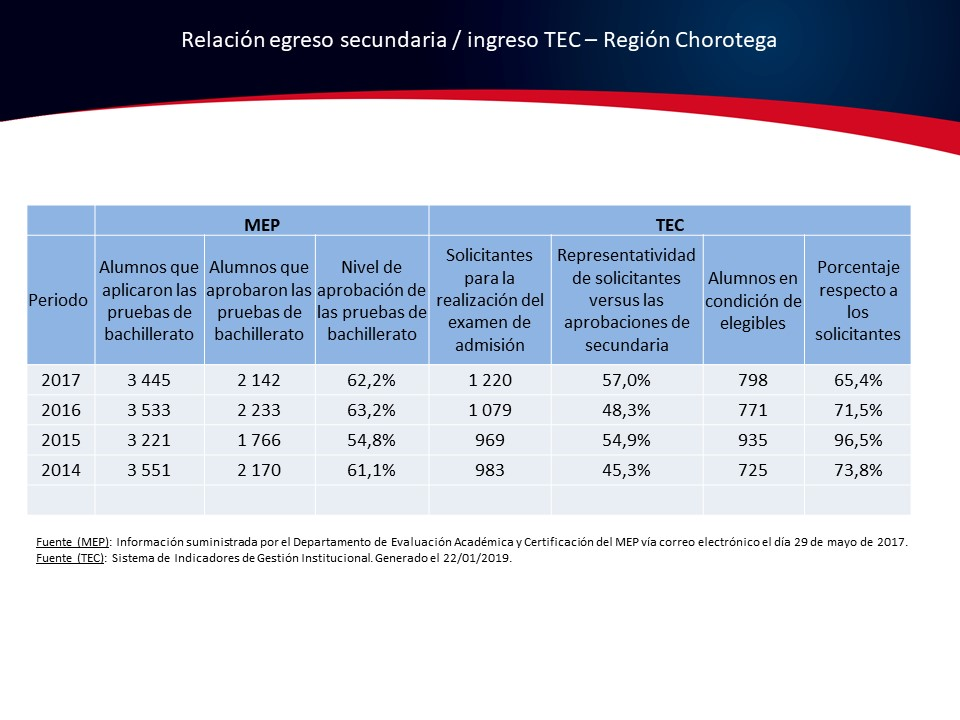 Relación egreso secundaria / ingreso TEC – Región Chorotega
MEP TEC
Periodo
Alumnos que
aplicaron las
pruebas de
bachillerato
Alumnos que
aprobaron las
pruebas de
bachillerato
Nivel de
aprobación de
las pruebas de
bachillerato
Solicitantes
para la
realización del
examen de
admisión
Representatividad
de solicitantes
versus las
aprobaciones de
secundaria
Alumnos en
condición de
elegibles
Porcentaje
respecto a
los
solicitantes
2017 3 445 2 142 62,2% 1 220 57,0% 798 65,4%
2016 3 533 2 233 63,2% 1 079 48,3% 771 71,5%
2015 3 221 1 766 54,8% 969 54,9% 935 96,5%
2014 3 551 2 170 61,1% 983 45,3% 725 73,8%
Fuente (MEP): Información suministrada por el Departamento de Evaluación Académica y Certificación del MEP vía correo electrónico el día 29 de mayo de 2017.
Fuente (TEC): Sistema de Indicadores de Gestión Institucional. Generado el 22/01/2019.